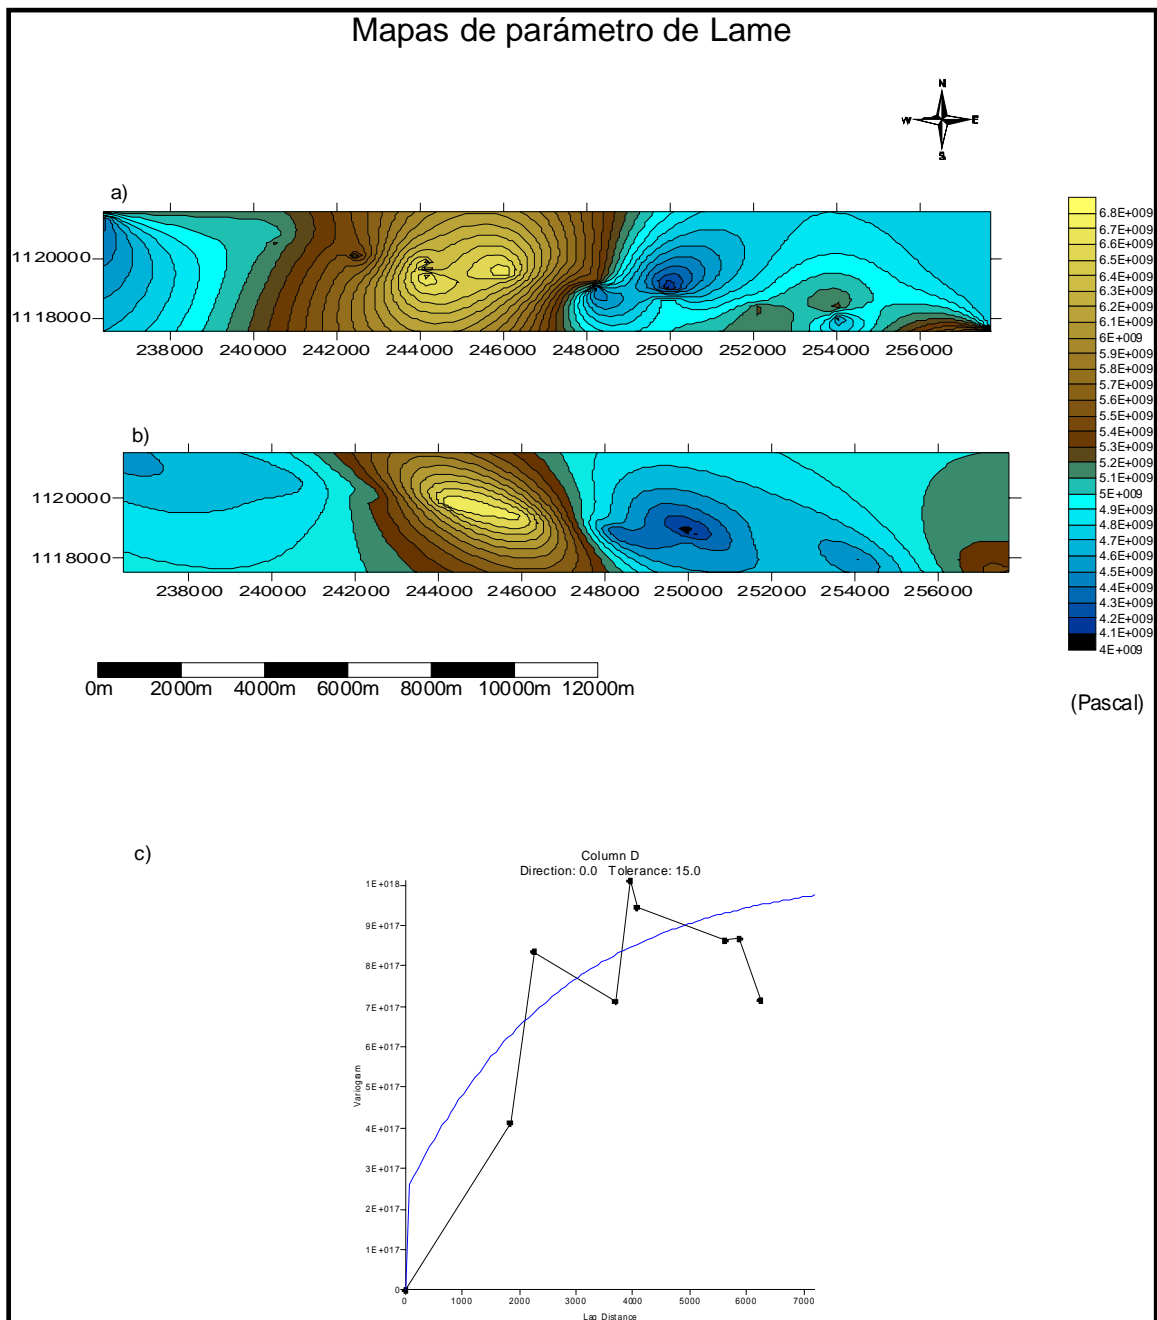 Mapas de parámetro de Lame
N
W E
S
a)
1120000
1118000
238000 240000 242000 244000 246000 248000 250000 252000 254000 256000
b)
1120000
1118000
238000 240000 242000 244000 246000 248000 250000 252000 254000 256000
0m 2000m 4000m 6000m 8000m 10000m 12000m
6.8E+009
6.7E+009
6.6E+009
6.5E+009
6.4E+009
6.3E+009
6.2E+009
6.1E+009
6E+009
5.9E+009
5.8E+009
5.7E+009
5.6E+009
5.5E+009
5.4E+009
5.3E+009
5.2E+009
5.1E+009
5E+009
4.9E+009
4.8E+009
4.7E+009
4.6E+009
4.5E+009
4.4E+009
4.3E+009
4.2E+009
4.1E+009
4E+009
(Pascal)
c)
Column D
Direction: 0.0 Tolerance: 15.0
1E+018
9E+017
8E+017
7E+017
6E+017
5E+017
4E+017
3E+017
2E+017
1E+017
0
Variogram
0 1000 2000 3000 4000 5000 6000 7000
Lag Distance